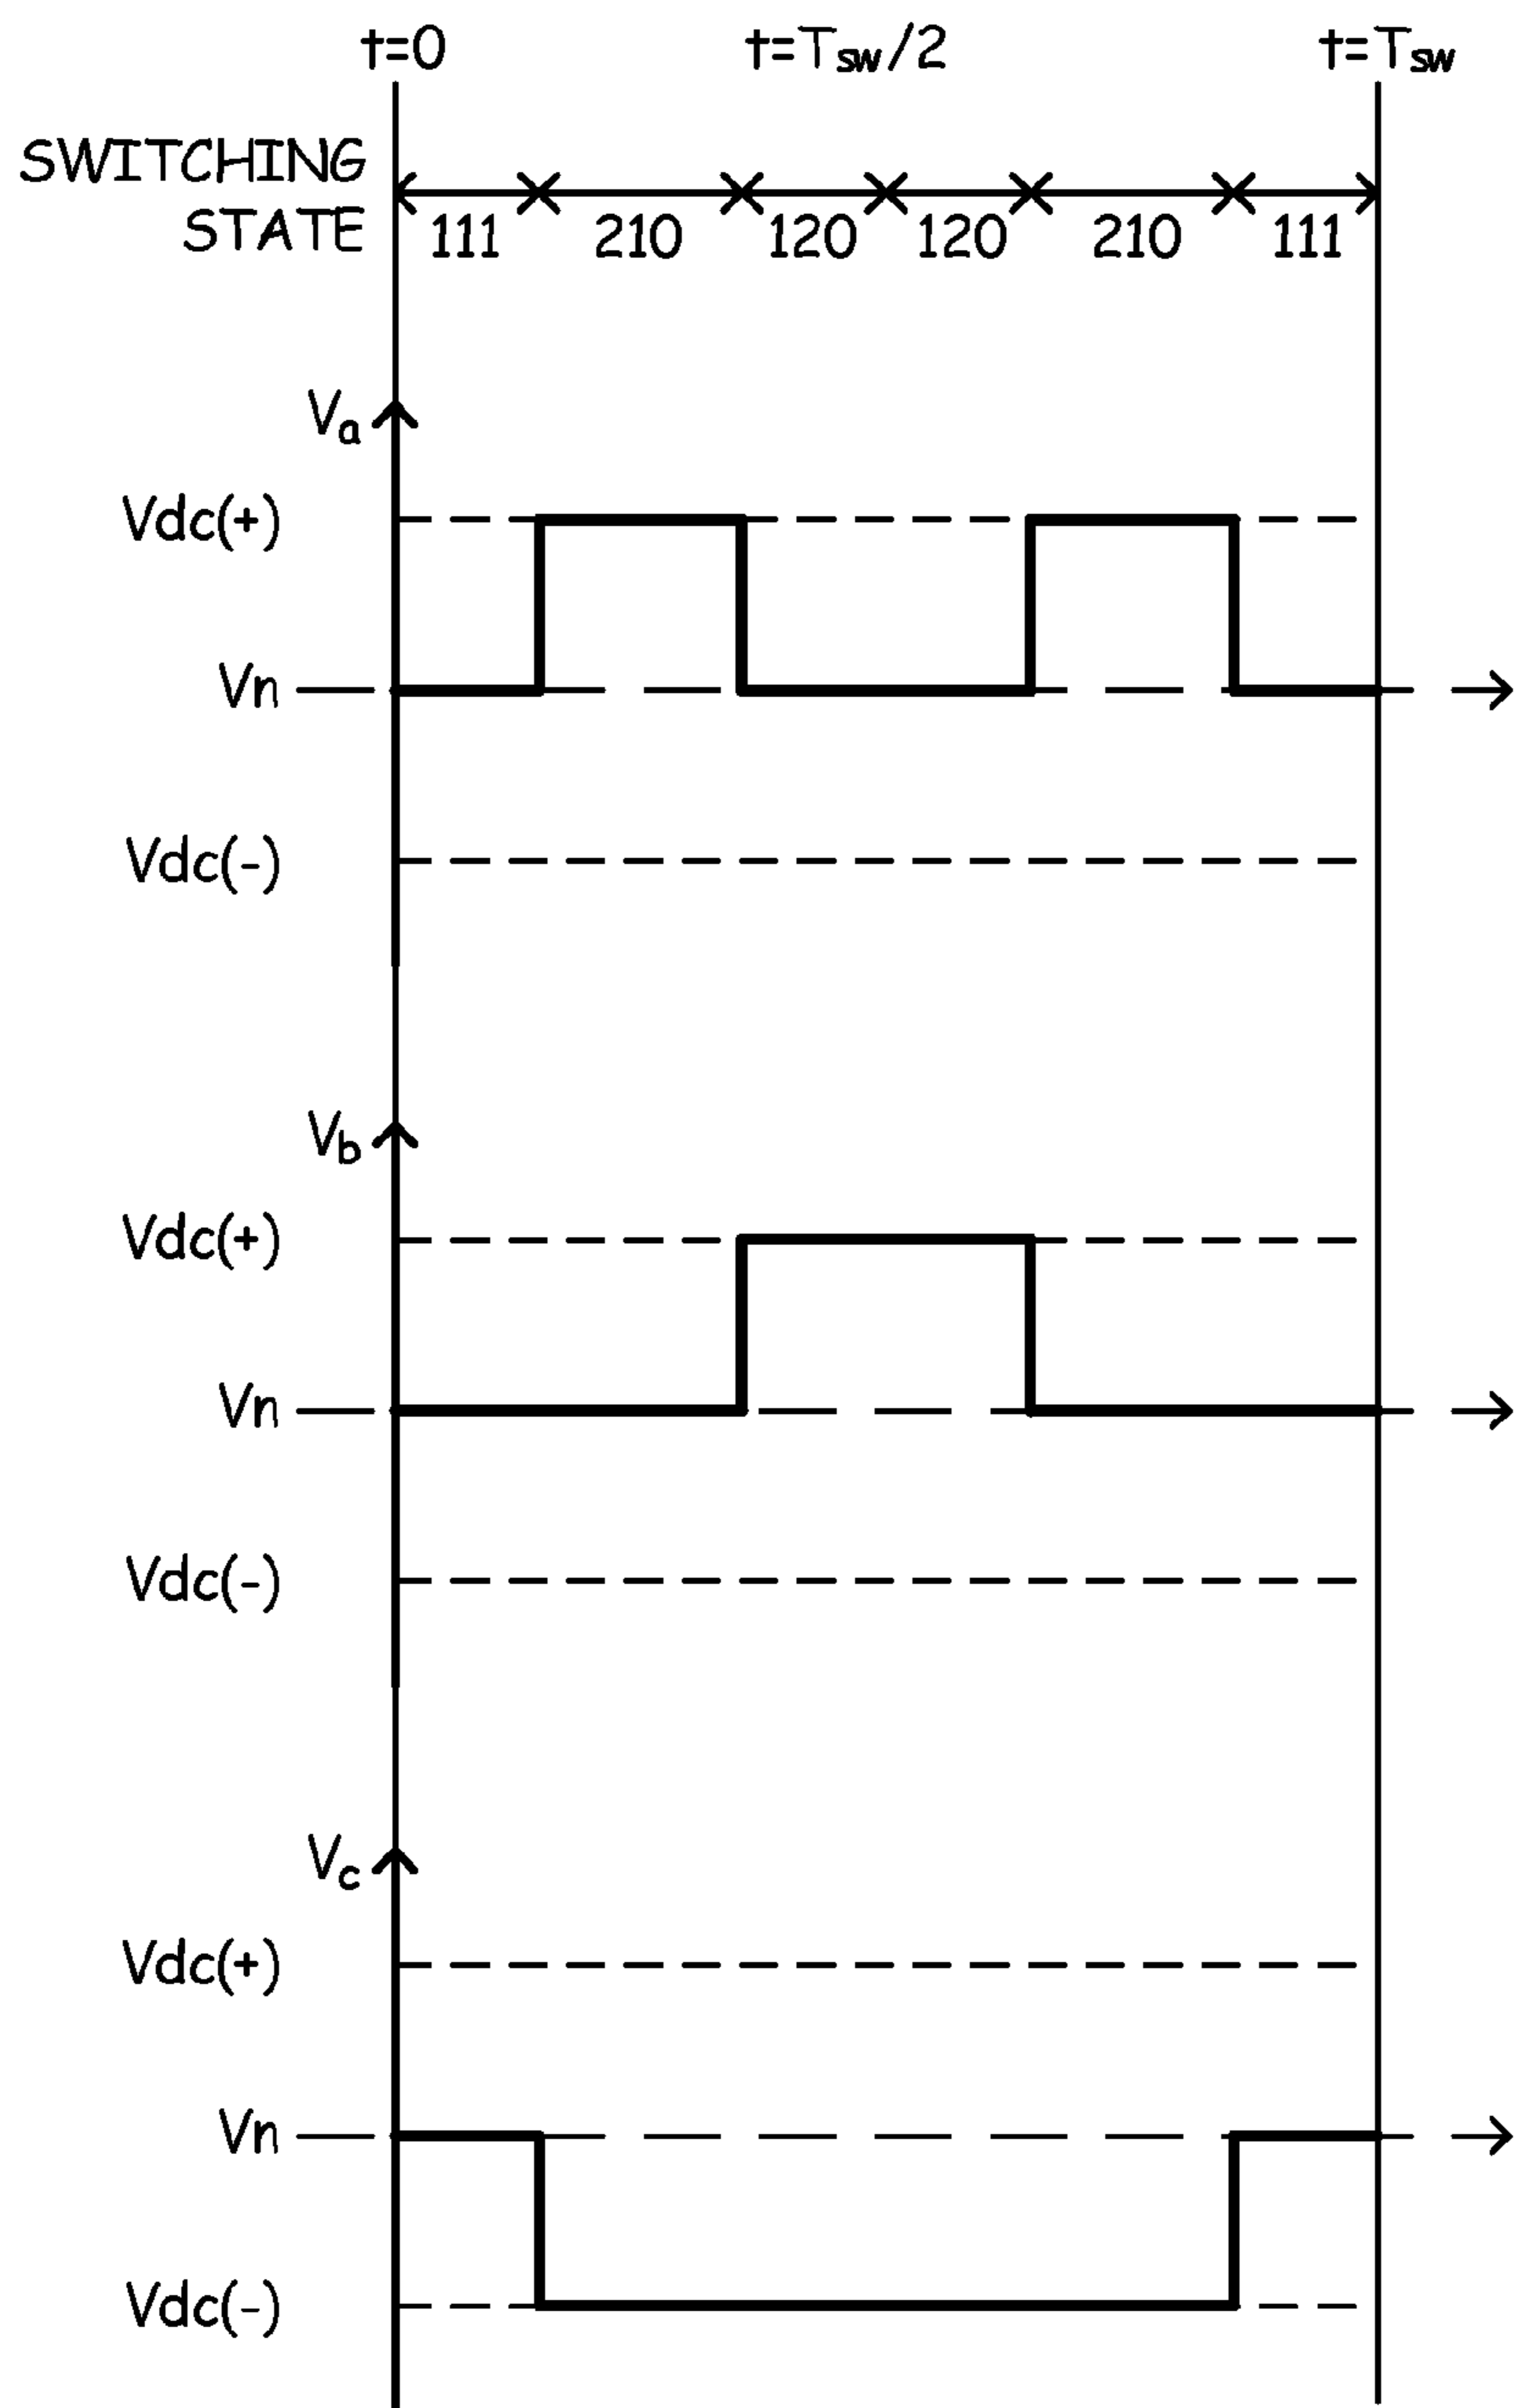 t=0 t=Tsw/2 t=Tsw
SWITCHING
STATE
111 210 120 120 210 111
Va
Vdc(+)
Vn
Vdc(-)
Vb
Vdc(+)
Vn
Vdc(-)
Vc
Vdc(+)
Vn
Vdc(-)